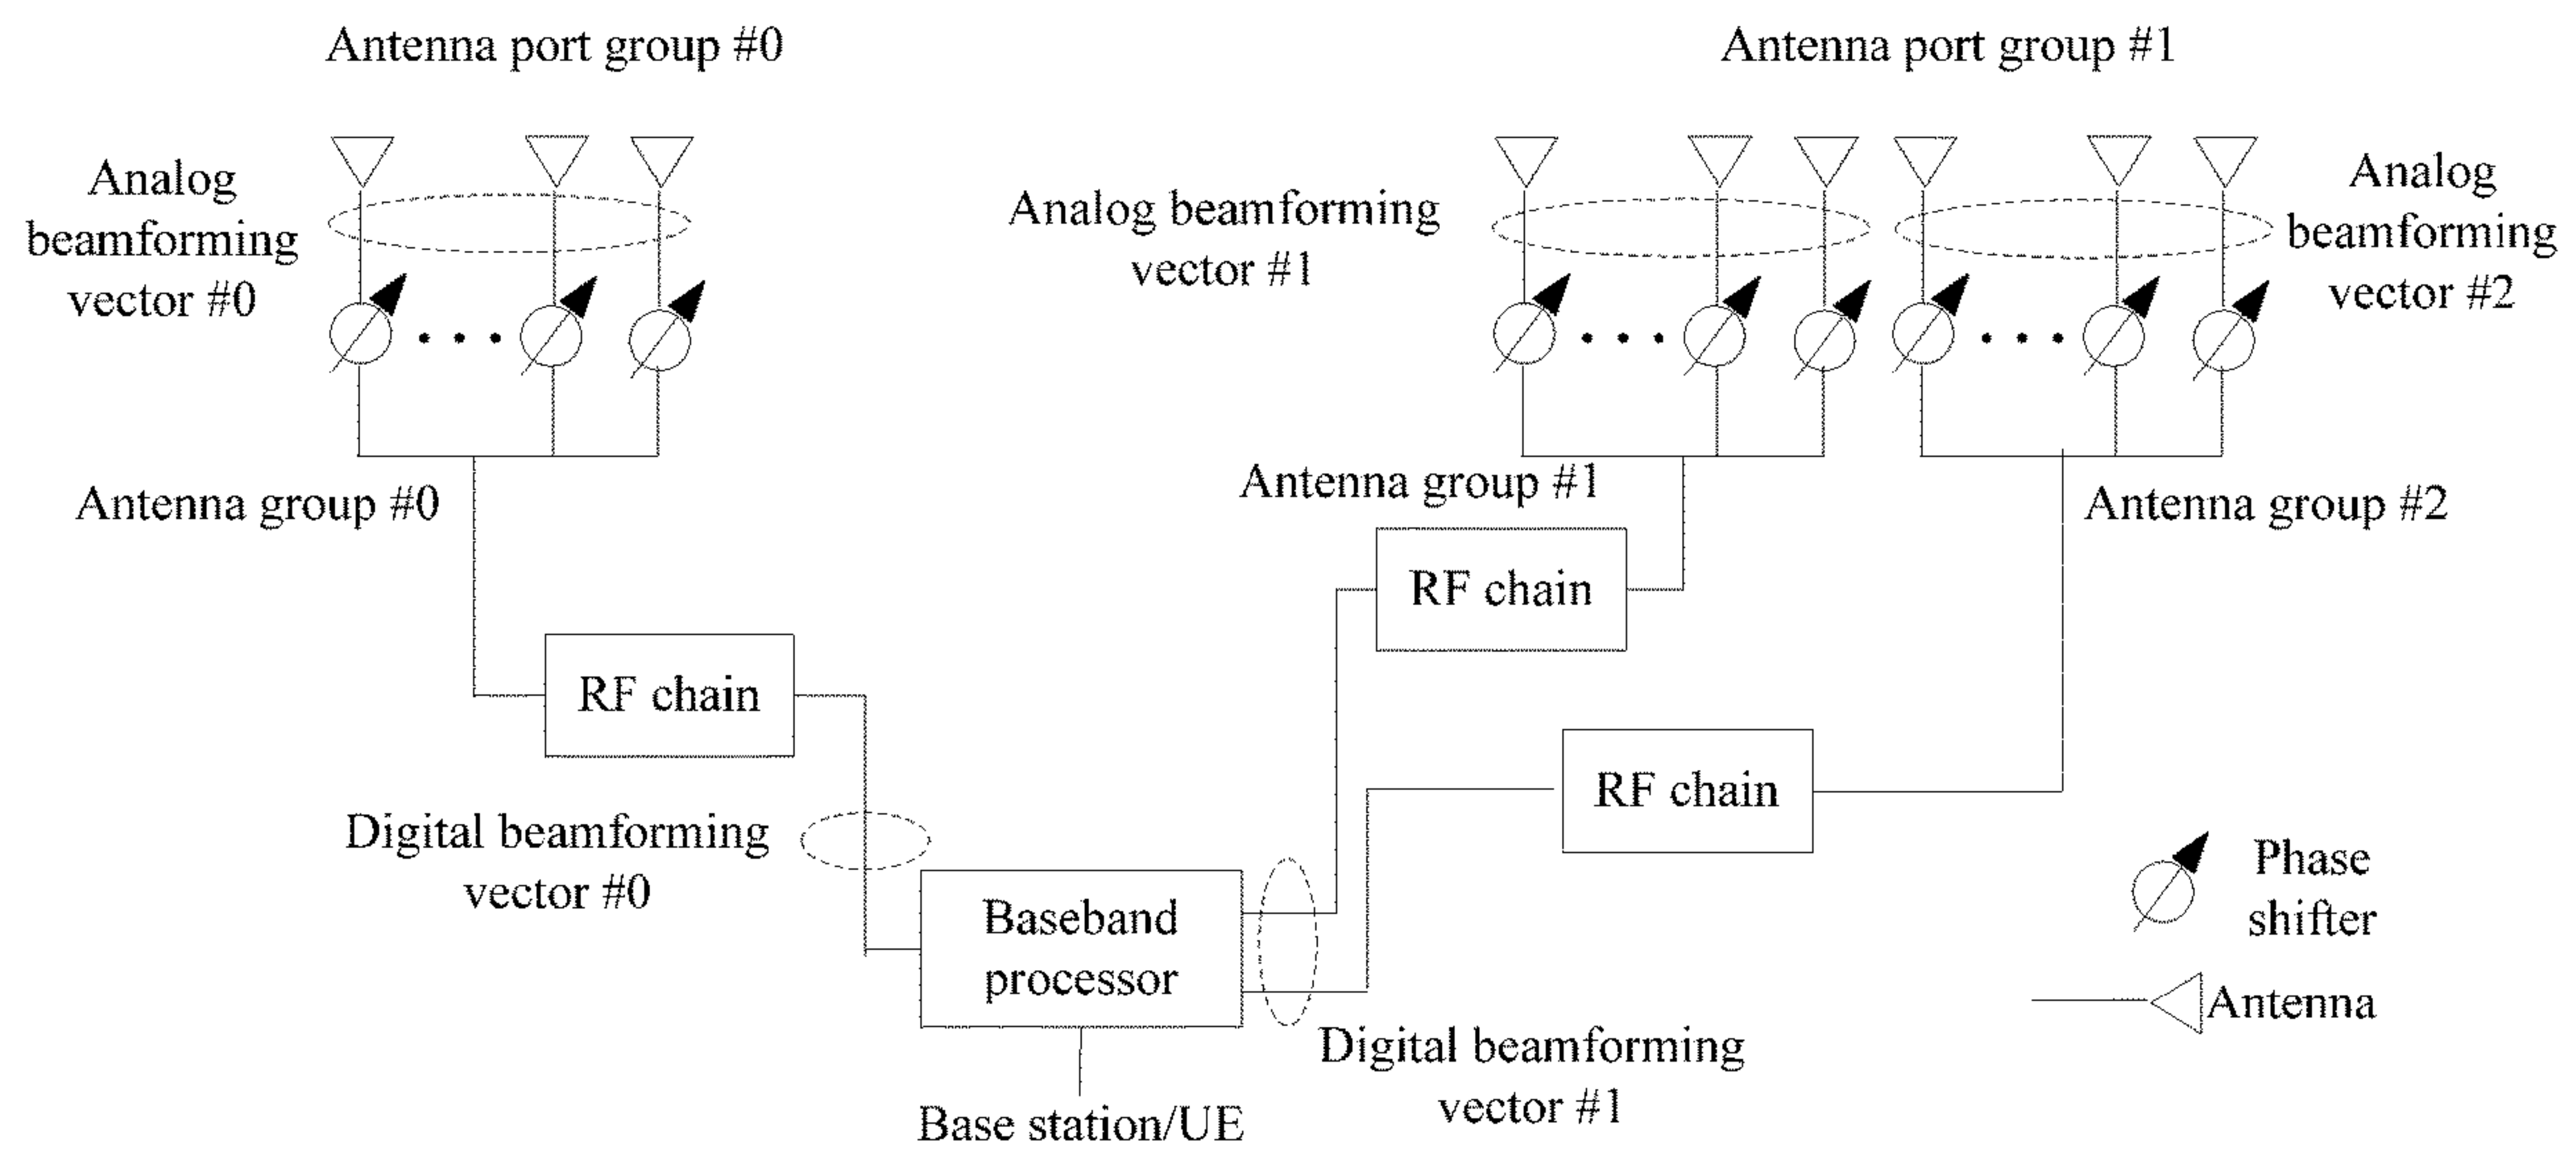 Antenna port group #0
Antenna port group #1
Analog
beamforming
vector #0
Analog beamforming
vector #1
Analog
beamforming
vector #2
Antenna group #0
Antenna group #1
Antenna group #2
RF chain
RF chain
RF chain
Digital beamforming
vector #0
Baseband
processor
Digital beamforming
vector #1
Base station/UE
Phase
shifter
Antenna